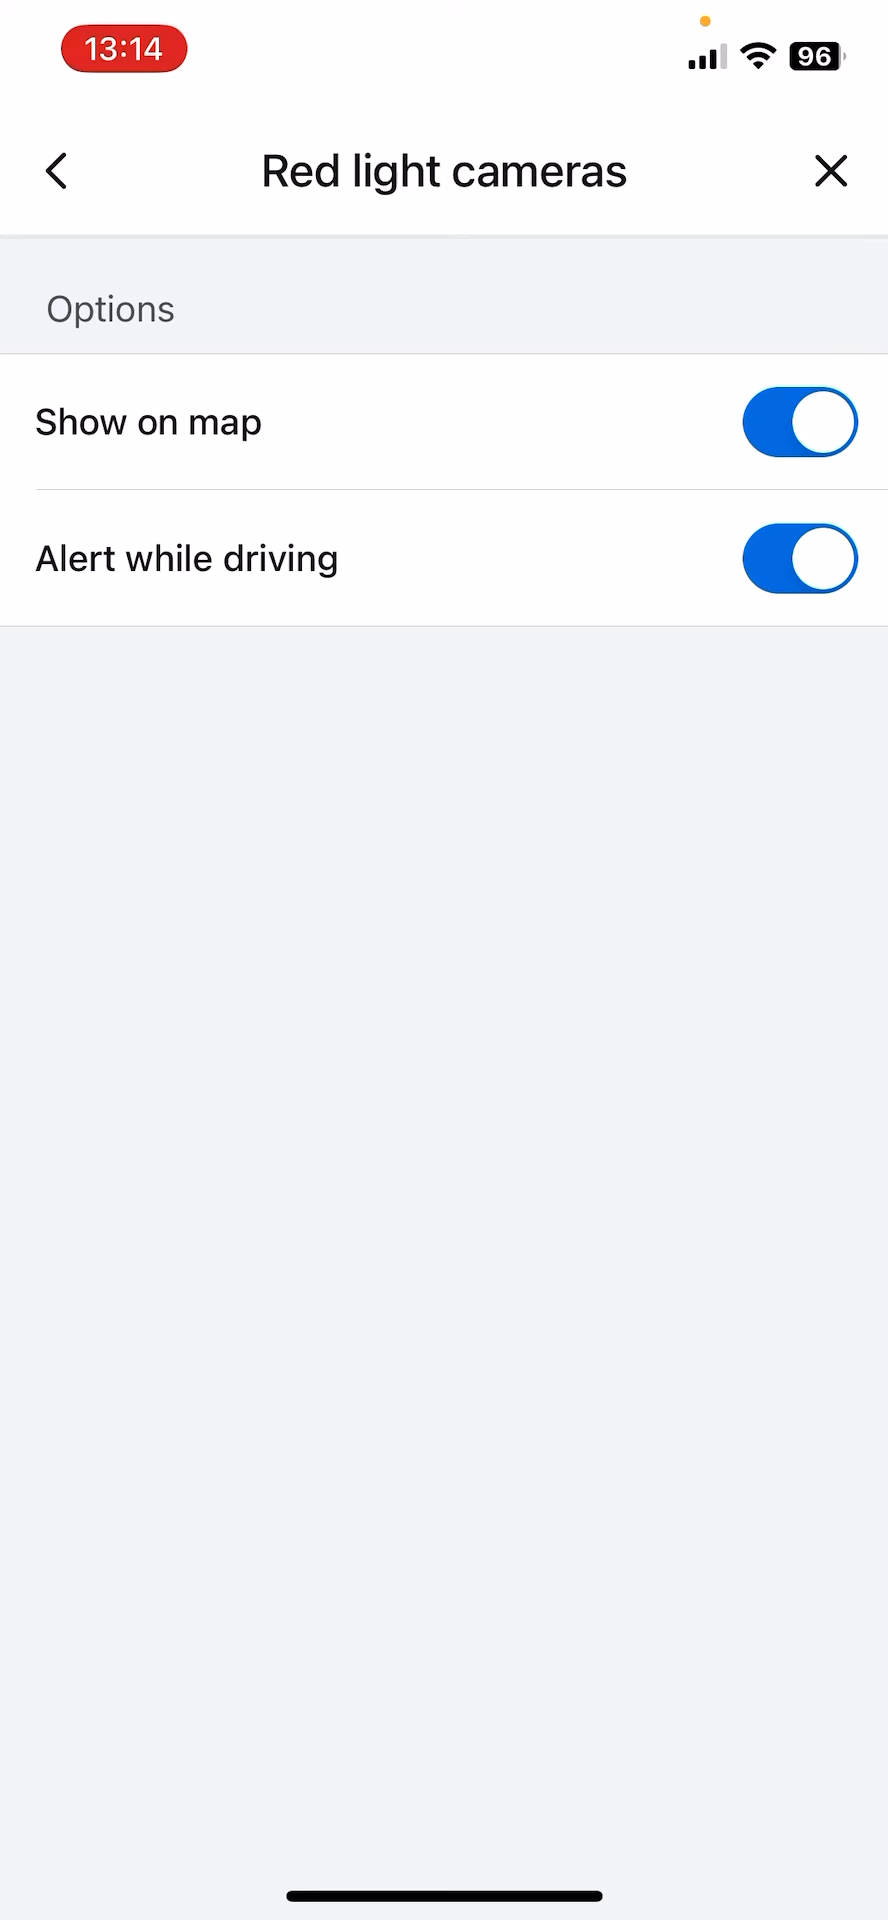 13:14
96
Red light cameras
Options
Show on map
Alert while driving